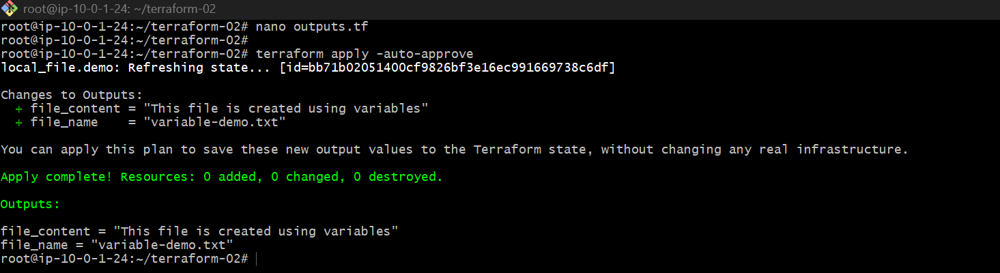 root@ip-10-0-1-24: ~/terraform-02
root@ip-10-0-1-24:~/terraform-02# nano outputs.tf
root@ip-10-0-1-24:~/terraform-02#
root@ip-10-0-1-24:~/terraform-02# terraform apply -auto-approve
local_file.demo: Refreshing state... [id=bb71b02051400cf9826bf3e16ec991669738c6df]
Changes to Outputs:
  + file_content = "This file is created using variables"
  + file_name    = "variable-demo.txt"
You can apply this plan to save these new output values to the Terraform state, without changing any real infrastructure.
Apply complete! Resources: 0 added, 0 changed, 0 destroyed.
Outputs:
file_content = "This file is created using variables"
file_name = "variable-demo.txt"
root@ip-10-0-1-24:~/terraform-02#